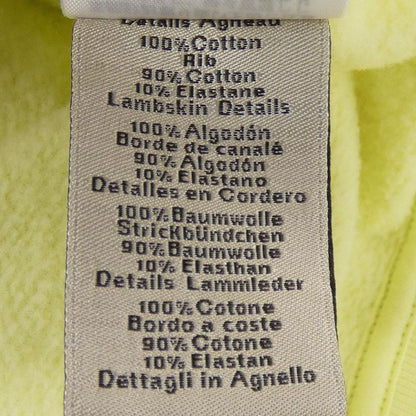 Details Agneau
100% Cotton
Rib
90% Cotton
10% Elastane
Lambskin Details
100% Algodón
Borde de canalé
90% Algodón
10% Elastano
Detalles en Cordero
100% Baumwolle
Strickbündchen
90% Baumwolle
10% Elasthan
Details Lammleder
100% Cotone
Bordo a coste
90% Cotone
10% Elastan
Dettagli in Agnello